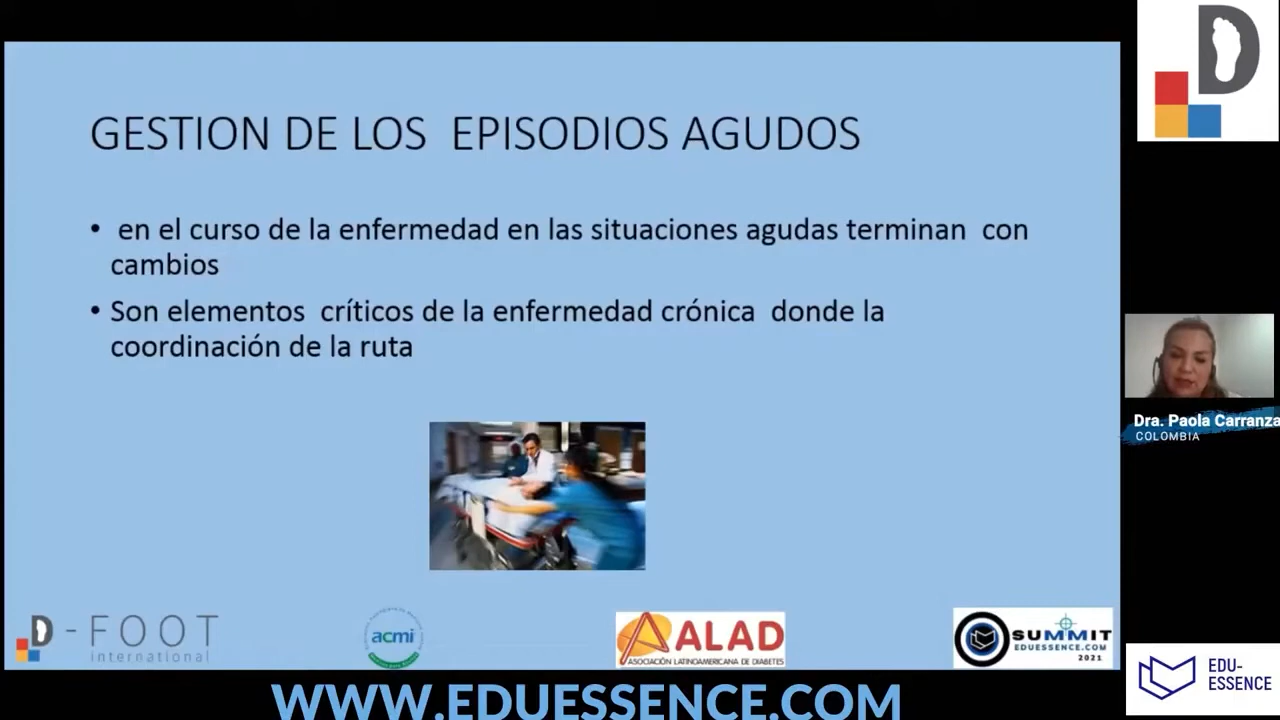 GESTION DE LOS EPISODIOS AGUDOS
• en el curso de la enfermedad en las situaciones agudas terminan con
cambios
• Son elementos críticos de la enfermedad crónica donde la
coordinación de la ruta
D
Dra. Paola Carranza
COLOMBIA
D-FOOT
international
acmi
ALAD
ASOCIACIÓN LATINOAMERICANA DE DIABETES
SUMMIT
EDUESSENCE.COM
2021
EDU-
ESSENCE
WWW.EDUESSENCE.COM